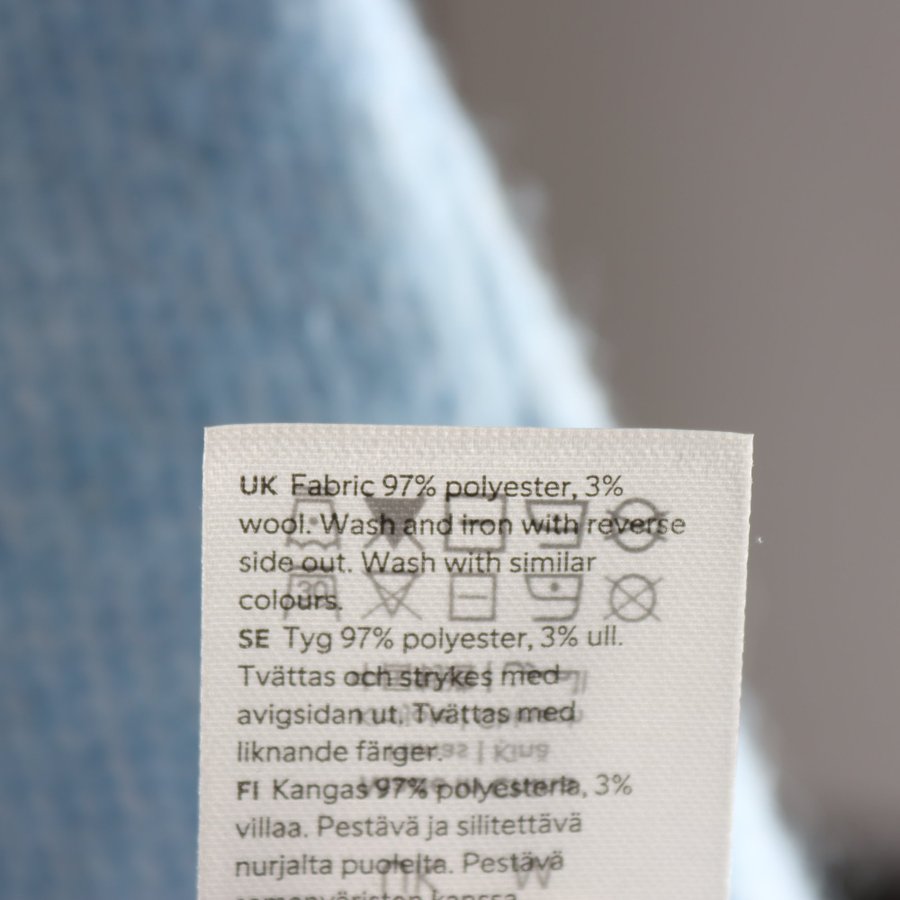 UK Fabric 97% polyester, 3%
wool. Wash and iron with reverse
side out. Wash with similar
colours.
SE Tyg 97% polyester, 3% ull.
Tvättas och strykes med
avigsidan ut. Tvättas med
liknande färger.
FI Kangas 97% polyesteria, 3%
villaa. Pestävä ja silitettävä
nurjalta puolelta. Pestävä